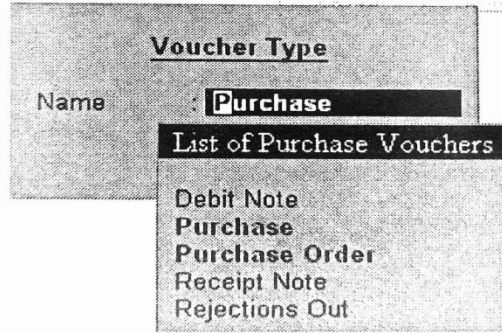 Voucher Type
Name : Purchase
List of Purchase Vouchers
Debit Note
Purchase
Purchase Order
Receipt Note
Rejections Out